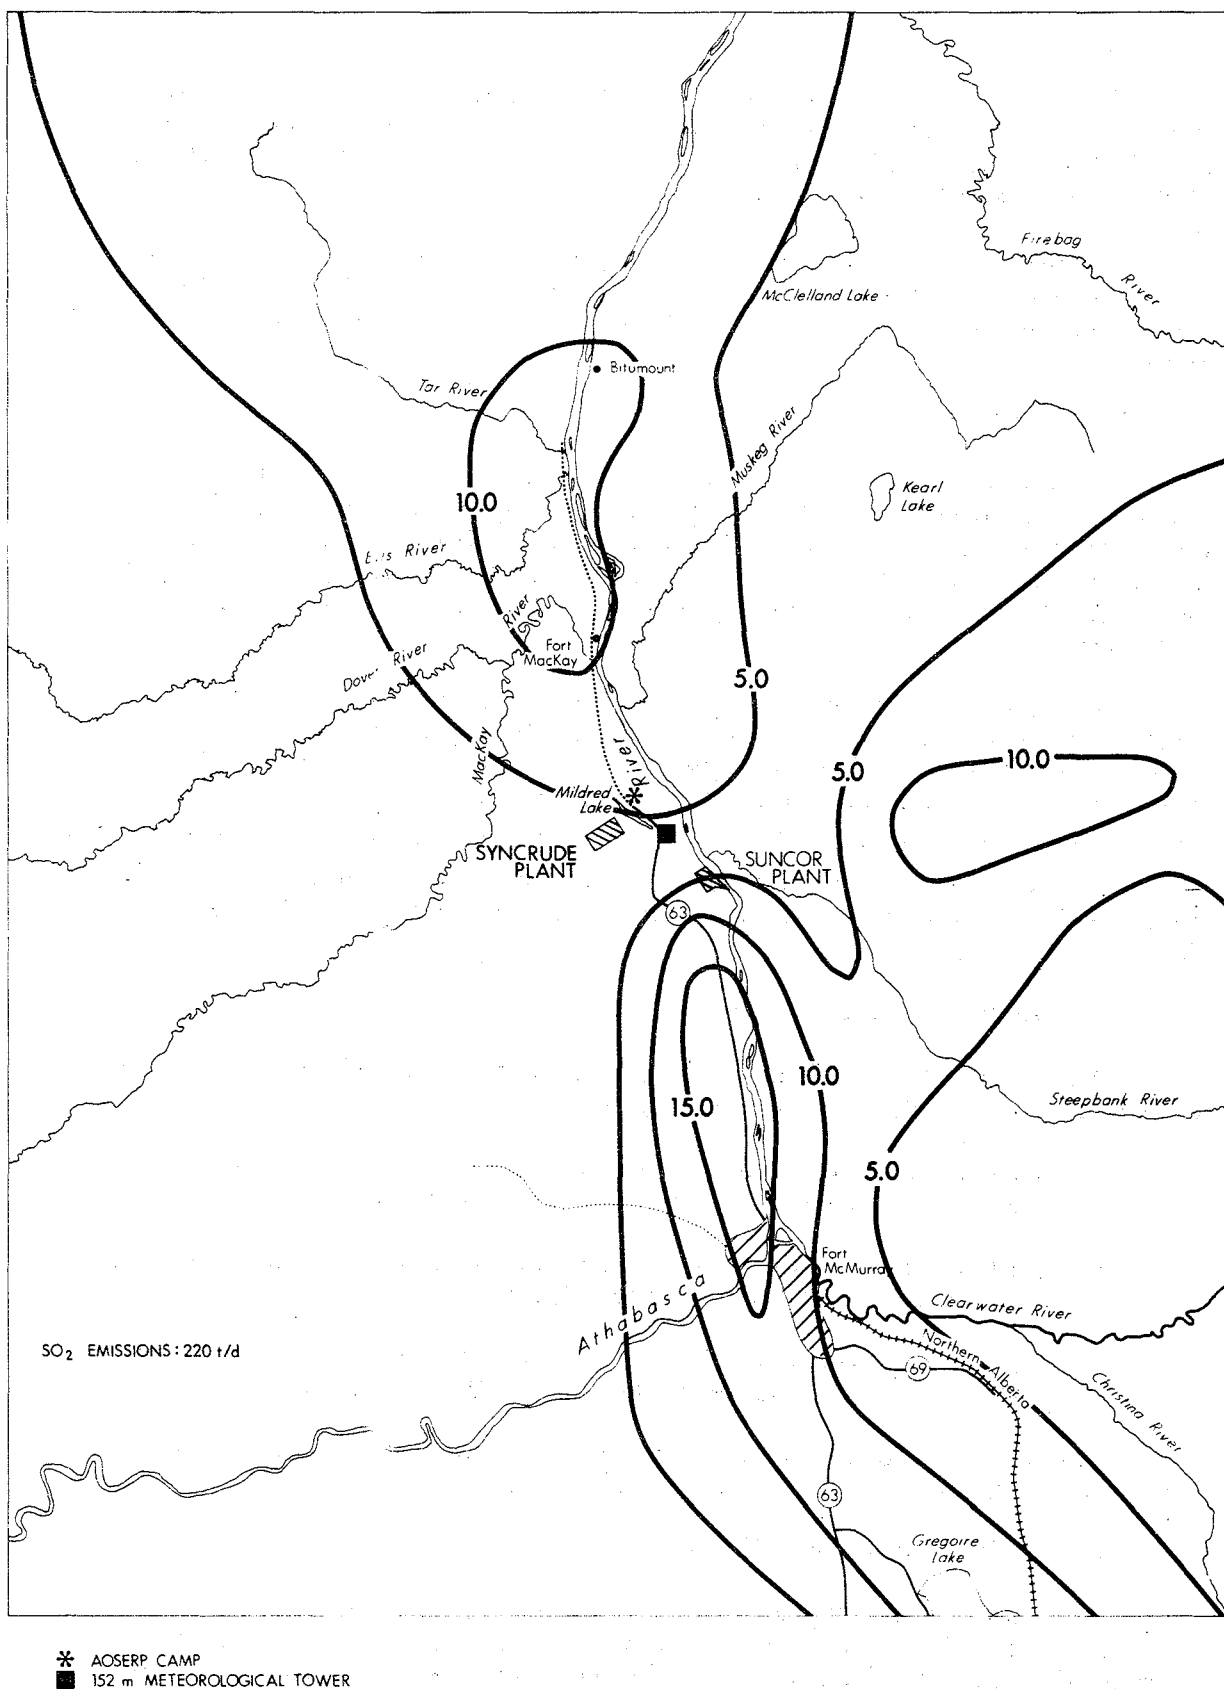 Firebag
River
McClelland Lake
Bitumount
Tar River
Muskeg River
Kearl
Lake
10.0
River
River
Fort
MacKay
Dover River
5.0
MacKay
River
10.0
5.0
Mildred
Lake
SYNCRUDE
PLANT
SUNCOR
PLANT
63
10.0
15.0
Steepbank River
5.0
Fort
McMurray
Clearwater River
Athabasca
Northern Alberta
69
Christina River
SO₂ EMISSIONS: 220 t/d
63
Gregoire
Lake
AOSERP CAMP
152 m METEOROLOGICAL TOWER